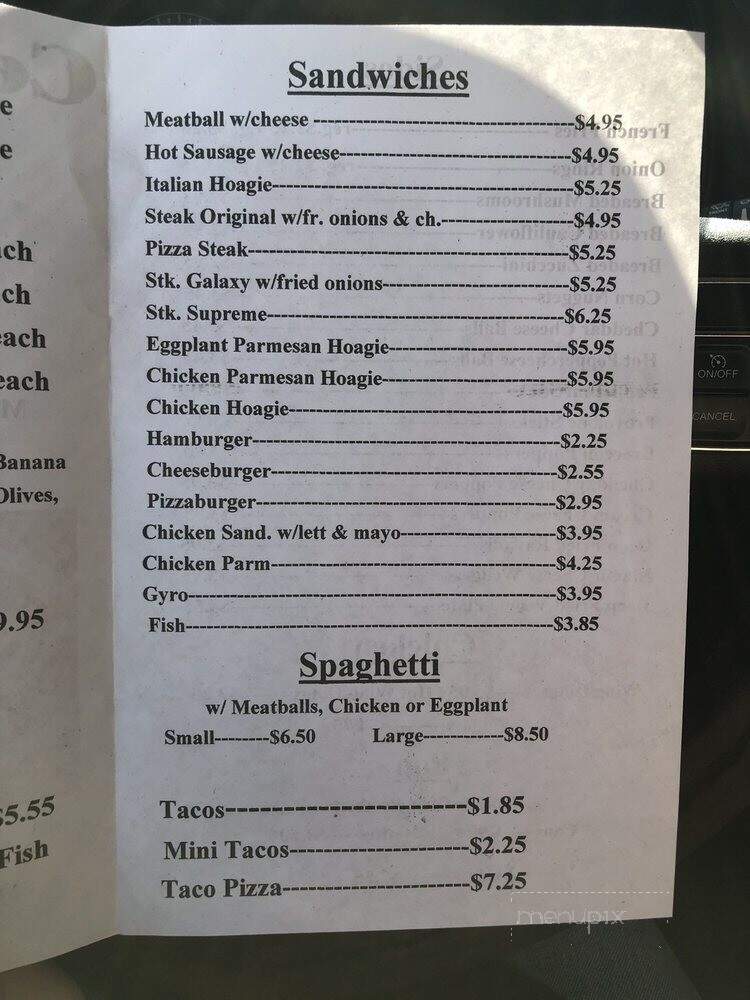 e
e
ch
ch
each
each
Banana
Olives,
9.95
$5.55
Fish
Sandwiches
Meatball w/cheese ----$4.95
Hot Sausage w/cheese----$4.95
Italian Hoagie----$5.25
Steak Original w/fr. onions & ch.----$4.95
Pizza Steak----$5.25
Stk. Galaxy w/fried onions----$5.25
Stk. Supreme----$6.25
Eggplant Parmesan Hoagie----$5.95
Chicken Parmesan Hoagie----$5.95
Chicken Hoagie----$5.95
Hamburger----$2.25
Cheeseburger----$2.55
Pizzaburger----$2.95
Chicken Sand. w/lett & mayo----$3.95
Chicken Parm----$4.25
Gyro----$3.95
Fish----$3.85
Spaghetti
w/ Meatballs, Chicken or Eggplant
Small--------$6.50 Large------------$8.50
Tacos----$1.85
Mini Tacos----$2.25
Taco Pizza----$7.25
ON/OFF
CANCEL
menupix